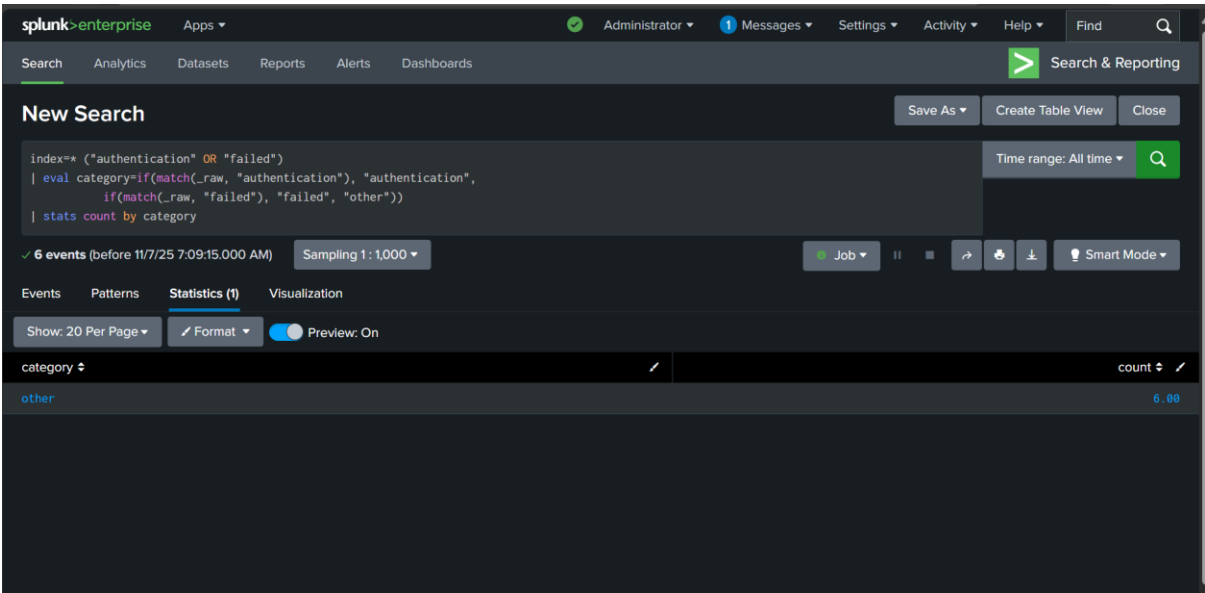 splunk>enterprise Apps Administrator 1 Messages Settings Activity Help Find
Search Analytics Datasets Reports Alerts Dashboards > Search & Reporting
New Search Save As Create Table View Close
index=* ("authentication" OR "failed")
| eval category=if(match(_raw, "authentication"), "authentication",
if(match(_raw, "failed"), "failed", "other"))
| stats count by category
Time range: All time
6 events (before 11/7/25 7:09:15.000 AM) Sampling 1 : 1,000 Job Smart Mode
Events Patterns Statistics (1) Visualization
Show: 20 Per Page Format Preview: On
category count
other 6.00